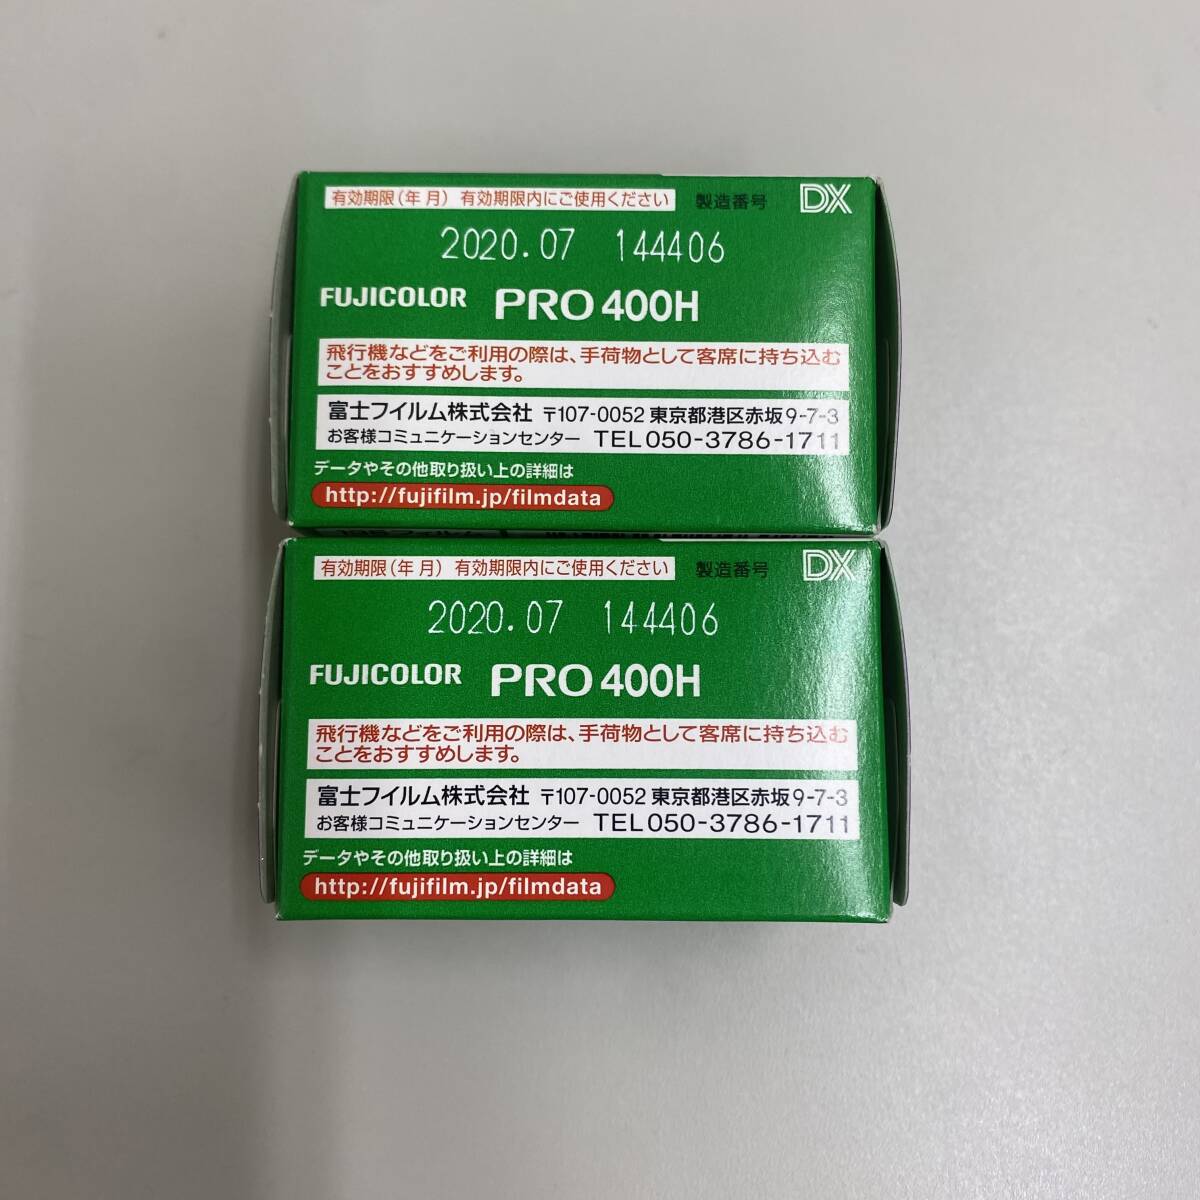 有効期限(年月) 有効期限内にご使用ください 製造番号 DX
2020.07 144406
FUJICOLOR PRO 400H
飛行機などをご利用の際は、手荷物として客席に持ち込む
ことをおすすめします。
富士フイルム株式会社 〒107-0052 東京都港区赤坂9-7-3
お客様コミュニケーションセンター TEL 050-3786-1711
データやその他取り扱い上の詳細は
http://fujifilm.jp/filmdata
135フィルム
有効期限(年月) 有効期限内にご使用ください 製造番号 DX
2020.07 144406
FUJICOLOR PRO 400H
飛行機などをご利用の際は、手荷物として客席に持ち込む
ことをおすすめします。
富士フイルム株式会社 〒107-0052 東京都港区赤坂9-7-3
お客様コミュニケーションセンター TEL 050-3786-1711
データやその他取り扱い上の詳細は
http://fujifilm.jp/filmdata